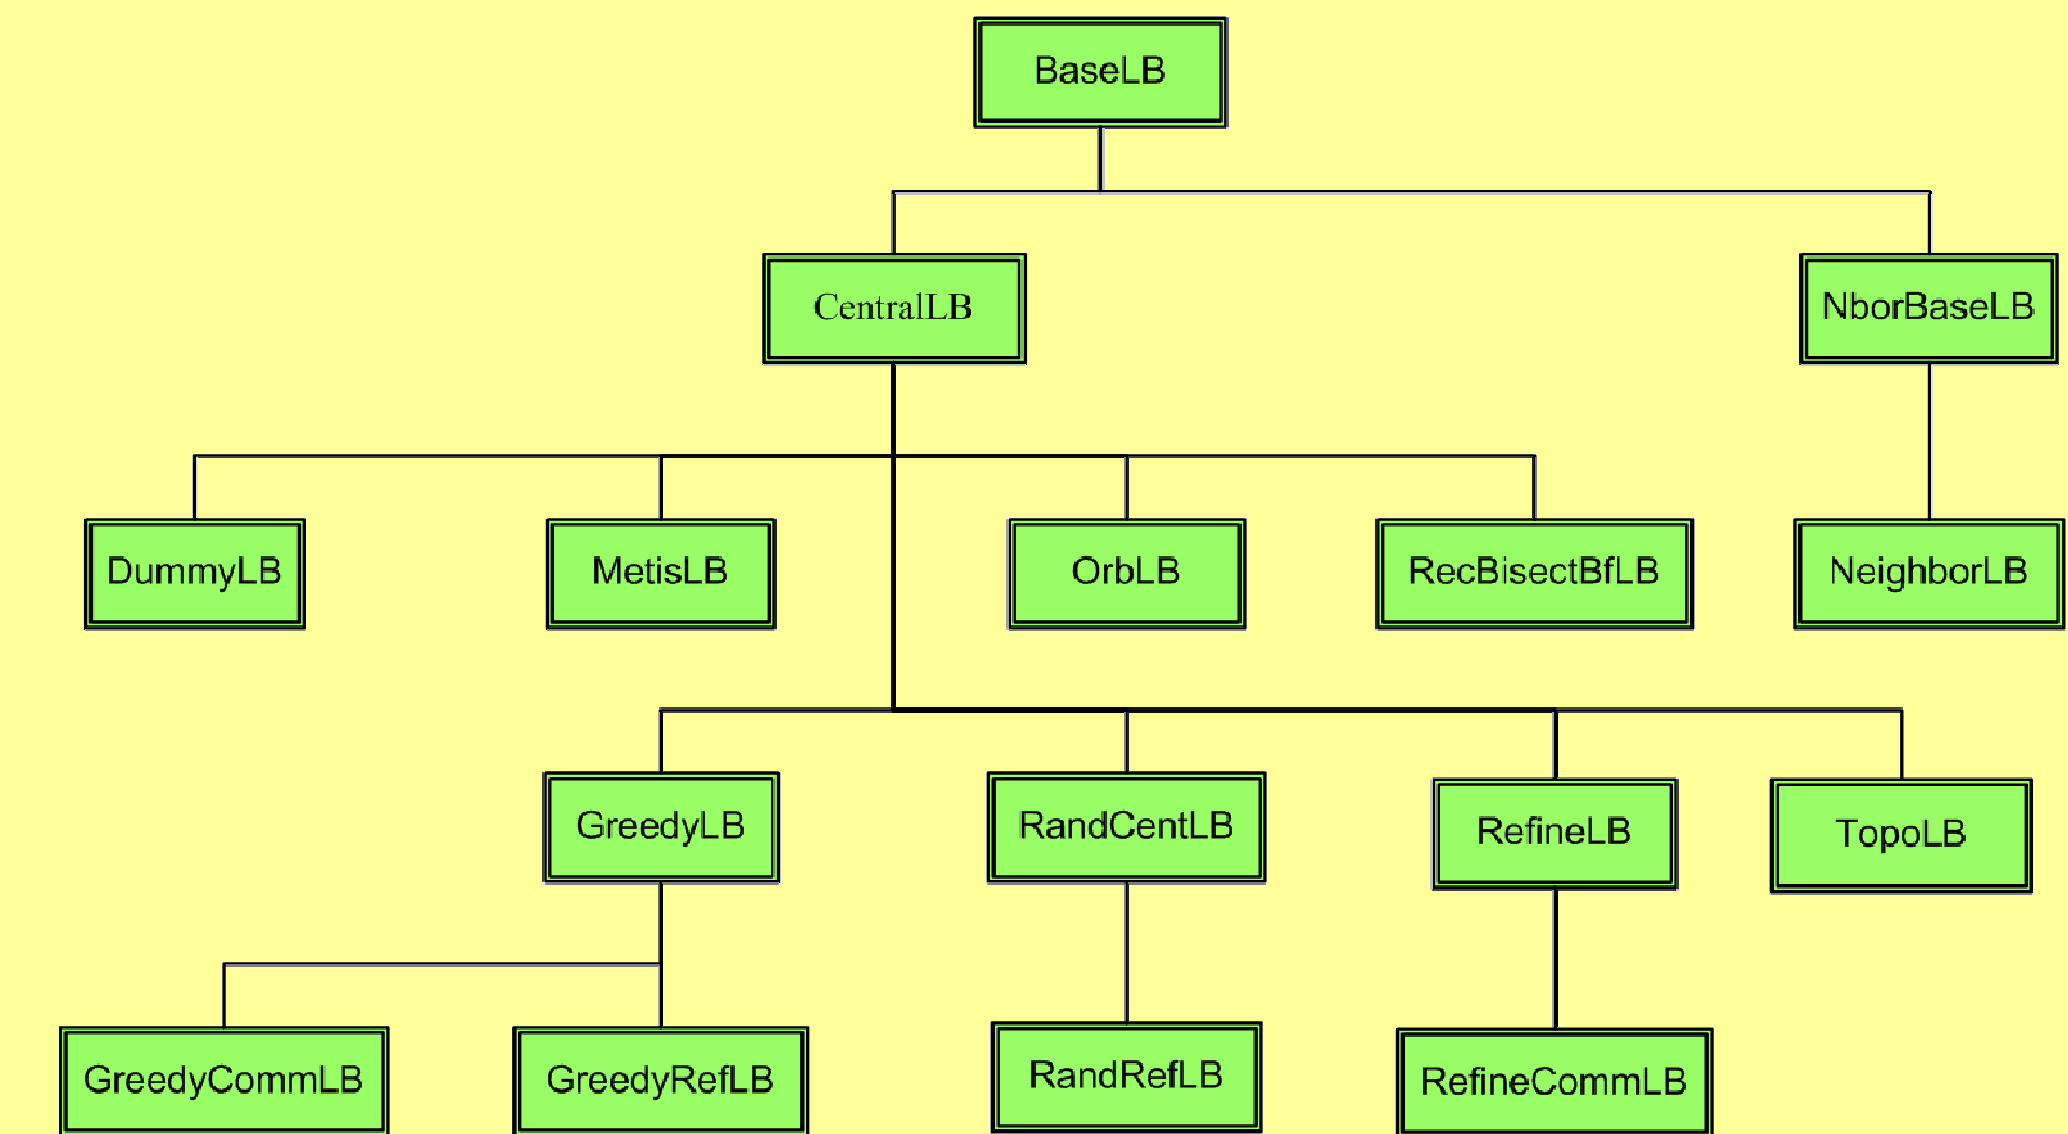 BaseLB
CentralLB
NborBaseLB
DummyLB
MetisLB
OrbLB
RecBisectBfLB
NeighborLB
GreedyLB
RandCentLB
RefineLB
TopoLB
GreedyCommLB
GreedyRefLB
RandRefLB
RefineCommLB